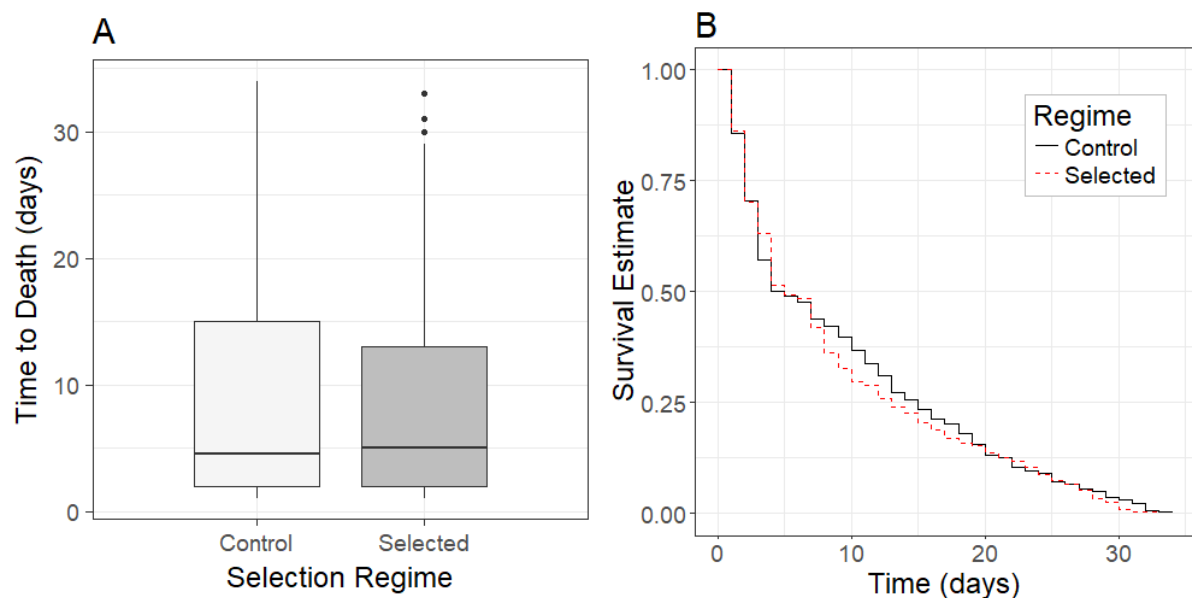 A
Time to Death (days)
30
20
10
0
Control Selected
Selection Regime
B
Survival Estimate
1.00
0.75
0.50
0.25
0.00
Regime
Control
Selected
0 10 20 30
Time (days)